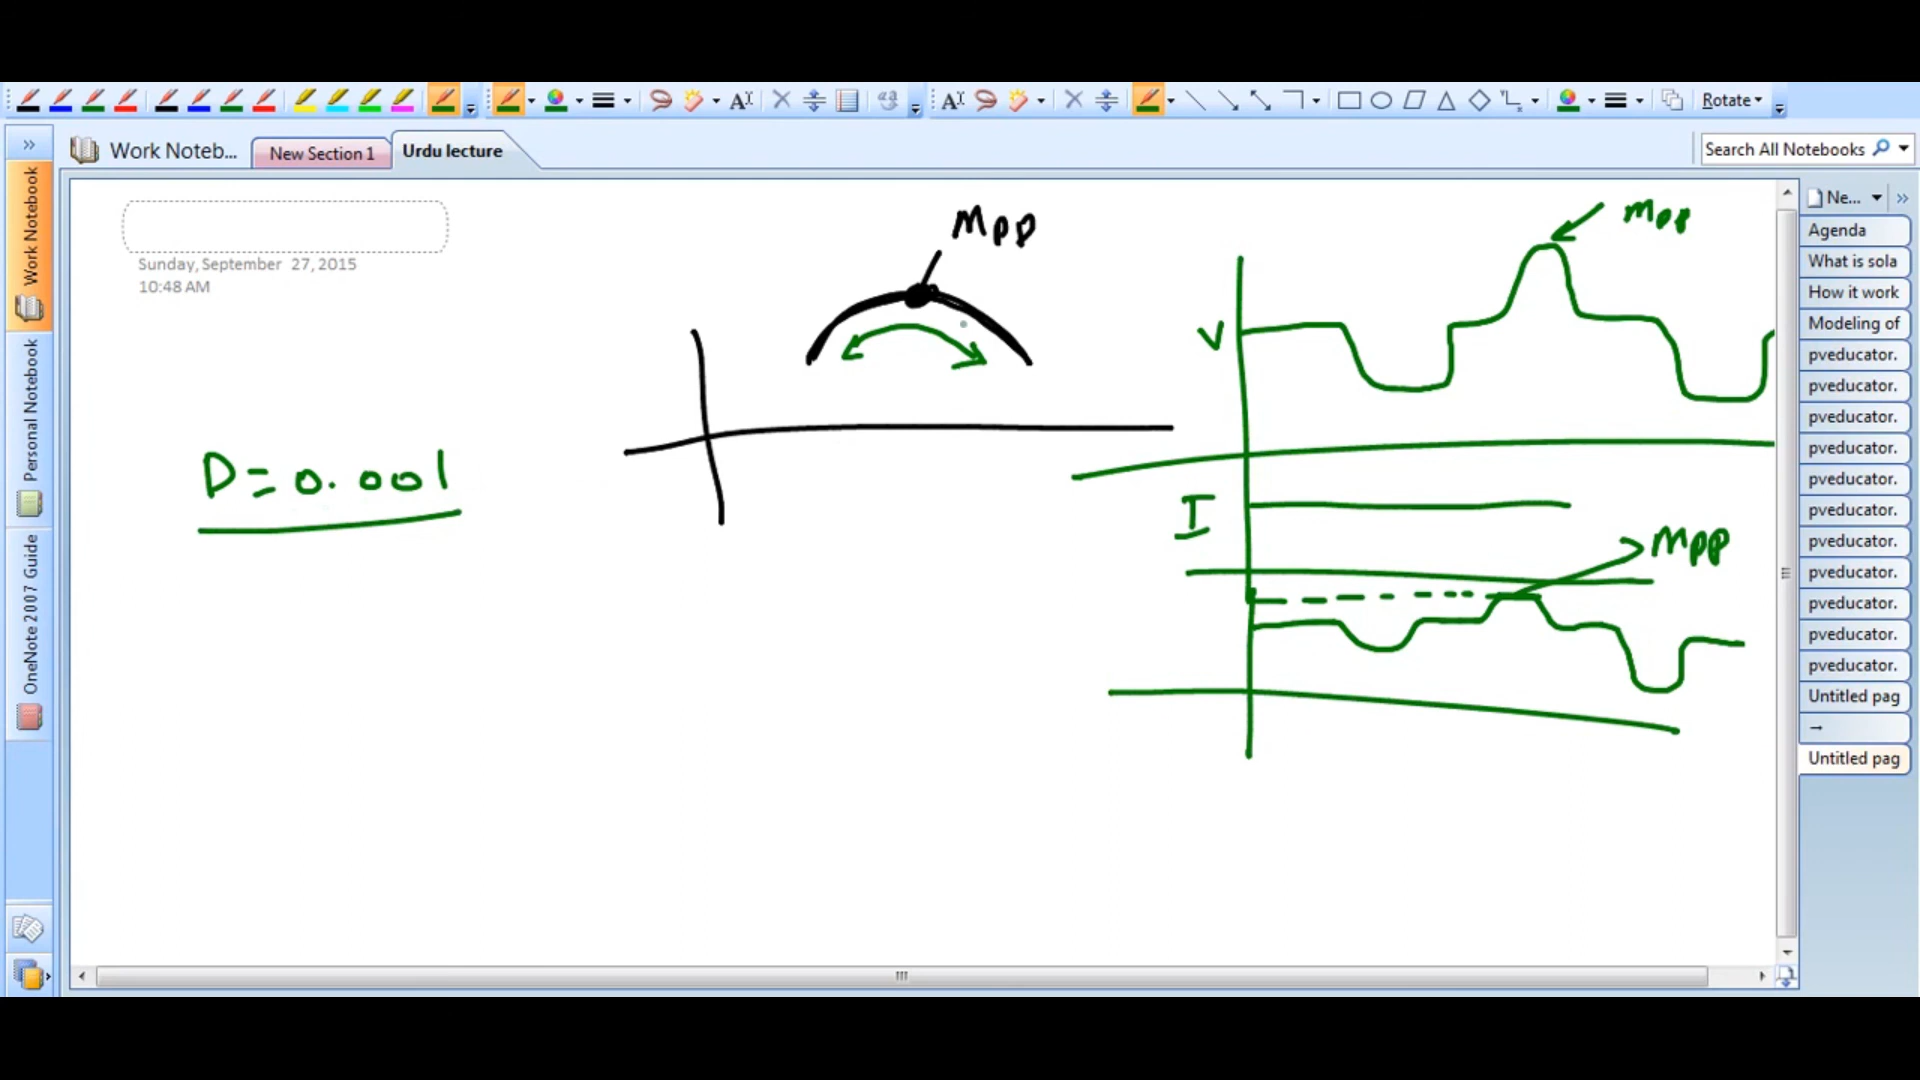 Rotate
Work Noteb...
New Section 1
Urdu lecture
Search All Notebooks
Work Notebook
Personal Notebook
OneNote 2007 Guide
Sunday, September 27, 2015
10:48 AM
Mpp
D=0.001
Mpp
V
I
Mpp
Ne...
Agenda
What is sola
How it work
Modeling of
pveducator.
pveducator.
pveducator.
pveducator.
pveducator.
pveducator.
pveducator.
pveducator.
pveducator.
pveducator.
pveducator.
Untitled pag
→
Untitled pag